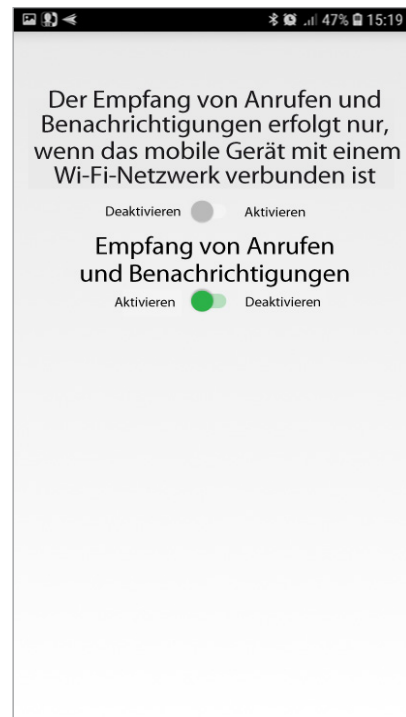 47% 15:19
Der Empfang von Anrufen und
Benachrichtigungen erfolgt nur,
wenn das mobile Gerät mit einem
Wi-Fi-Netzwerk verbunden ist
Deaktivieren Aktivieren
Empfang von Anrufen
und Benachrichtigungen
Aktivieren Deaktivieren